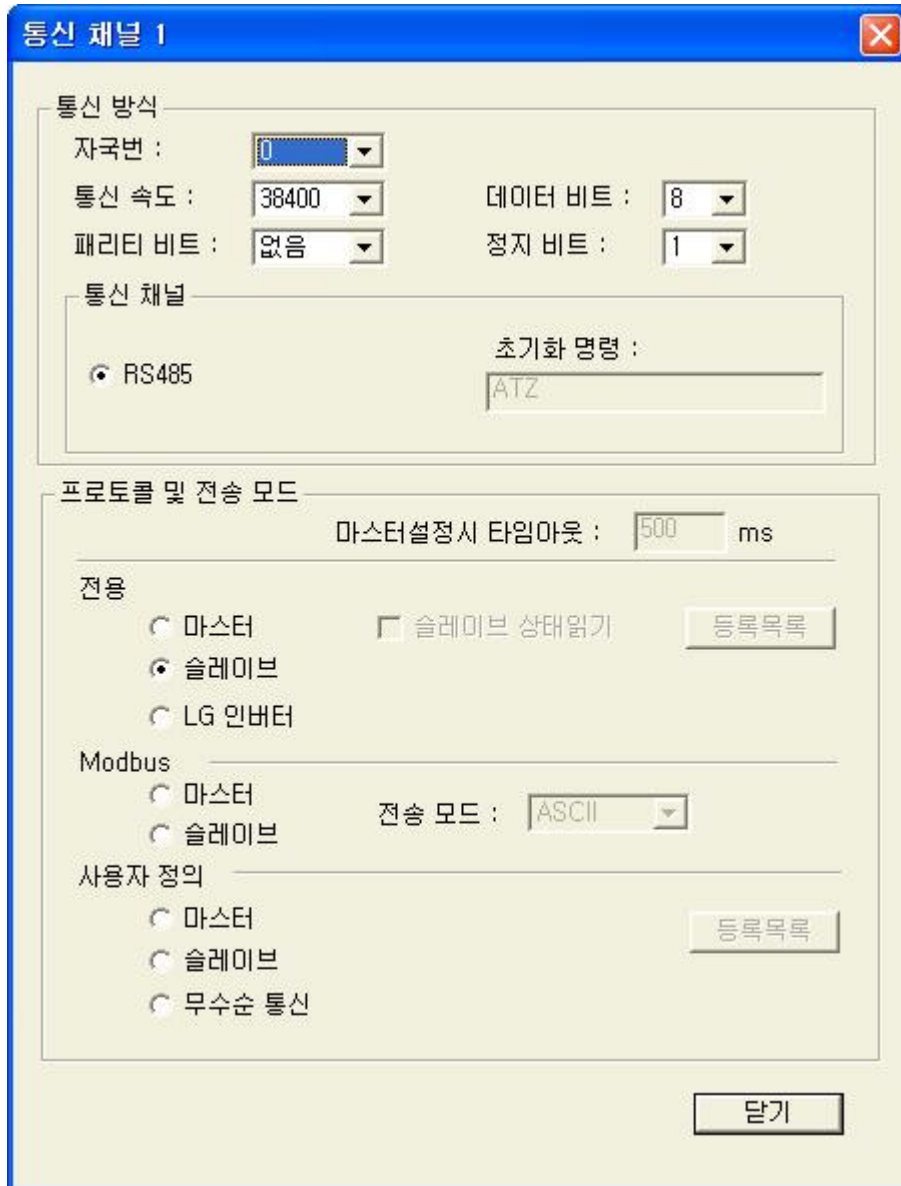 통신 채널 1
통신 방식
자국번 : 0
통신 속도 : 38400 데이터 비트 : 8
패리티 비트 : 없음 정지 비트 : 1
통신 채널
초기화 명령 :
RS485
ATZ
프로토콜 및 전송 모드
마스터설정시 타임아웃 : 500 ms
전용
마스터 슬레이브 상태읽기 등록목록
슬레이브
LG 인버터
Modbus
마스터
전송 모드 : ASCII
슬레이브
사용자 정의
마스터 등록목록
슬레이브
무수순 통신
닫기